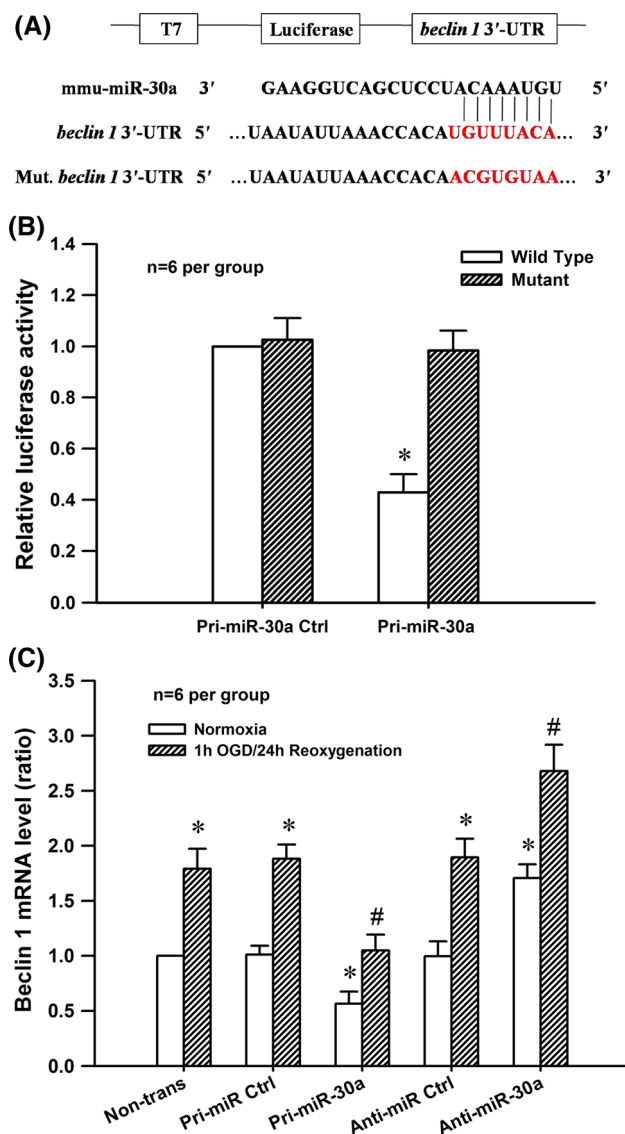 (A)
T7 Luciferase beclin 1 3'-UTR
mmu-miR-30a 3' GAAGGUCAGCUCCUACAAAUGU 5'
beclin 1 3'-UTR 5' ...UAAUAUUAAACCACAUGUUUACA... 3'
Mut. beclin 1 3'-UTR 5' ...UAAUAUUAAACCACAACGUGUAA... 3'
(B)
n=6 per group
Wild Type
Mutant
Relative luciferase activity
1.4
1.2
1.0
0.8
0.6
0.4
0.2
0.0
*
Pri-miR-30a Ctrl Pri-miR-30a
(C)
n=6 per group
Normoxia
1h OGD/24h Reoxygenation
Beclin 1 mRNA level (ratio)
3.5
3.0
2.5
2.0
1.5
1.0
0.5
0.0
* * * # * * #
Non-trans Pri-miR Ctrl Pri-miR-30a Anti-miR Ctrl Anti-miR-30a